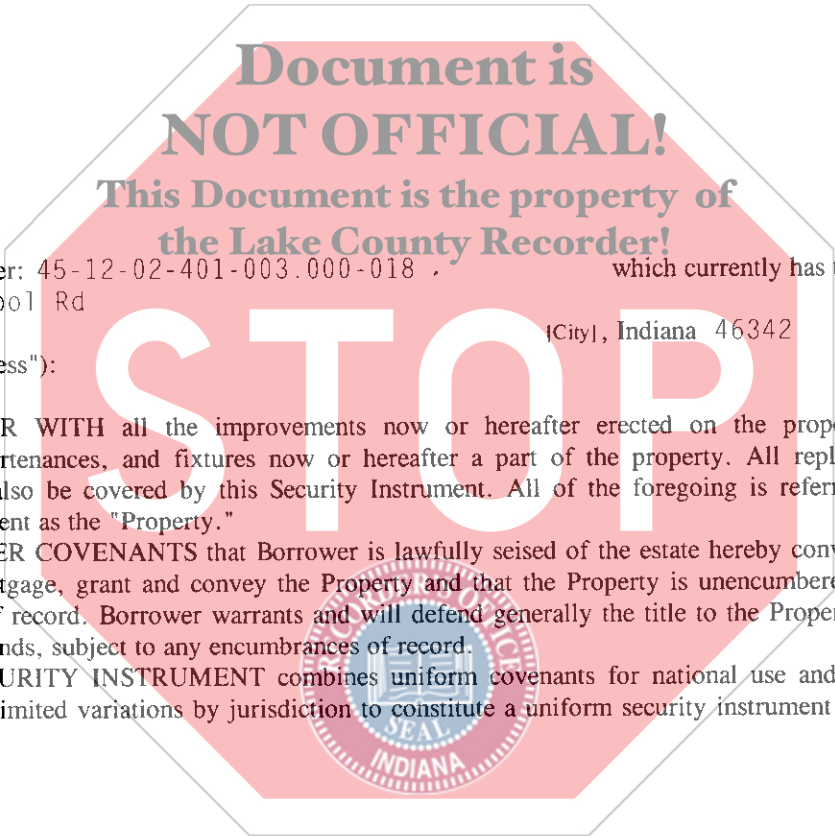 Document is
NOT OFFICIAL!
This Document is the property of
the Lake County Recorder!
er: 45-12-02-401-003.000-018 . which currently has t
ool Rd
[City], Indiana 46342
ess"):
STOP
R WITH all the improvements now or hereafter erected on the prope
rtenances, and fixtures now or hereafter a part of the property. All repl
also be covered by this Security Instrument. All of the foregoing is referr
ent as the "Property."
ER COVENANTS that Borrower is lawfully seised of the estate hereby conv
tgage, grant and convey the Property and that the Property is unencumbere
f record. Borrower warrants and will defend generally the title to the Proper
nds, subject to any encumbrances of record.
URITY INSTRUMENT combines uniform covenants for national use and
imited variations by jurisdiction to constitute a uniform security instrument
RECORDER'S OFFICE
SEAL
INDIANA